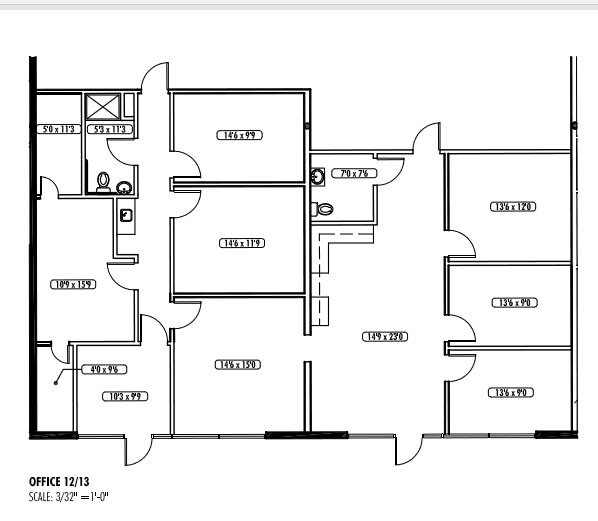 5'0 x 11'3
5'3 x 11'3
14'6 x 9'9
7'0 x 7'6
13'6 x 12'0
14'6 x 11'9
10'9 x 15'9
13'6 x 9'0
14'9 x 23'0
14'6 x 15'0
4'0 x 9'6
10'3 x 9'9
13'6 x 9'0
OFFICE 12/13
SCALE: 3/32" =1'-0"